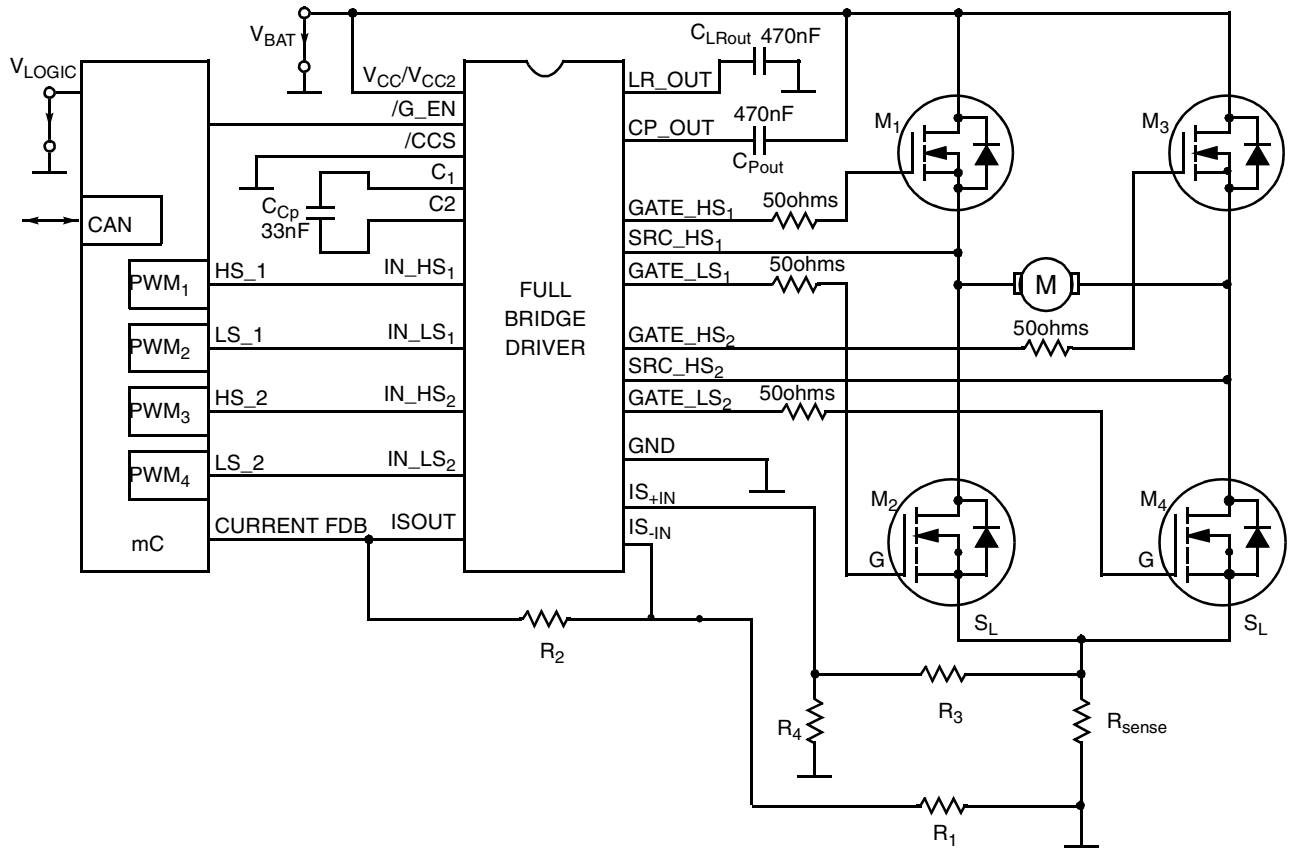 V_BAT
C_LRout 470nF
V_LOGIC
V_CC/V_CC2
LR_OUT
/G_EN
470nF
CP_OUT
M_1
M_3
/CCS
C_Pout
C_1
C_Cp
33nF
C2
50ohms
GATE_HS_1
CAN
SRC_HS_1
50ohms
GATE_LS_1
PWM_1
HS_1
IN_HS_1
FULL
BRIDGE
DRIVER
M
50ohms
PWM_2
LS_1
IN_LS_1
GATE_HS_2
SRC_HS_2
50ohms
PWM_3
HS_2
IN_HS_2
GATE_LS_2
GND
PWM_4
LS_2
IN_LS_2
IS_+IN
M_2
M_4
mC
CURRENT FDB
ISOUT
IS_-IN
G
G
S_L
S_L
R_2
R_3
R_4
R_sense
R_1